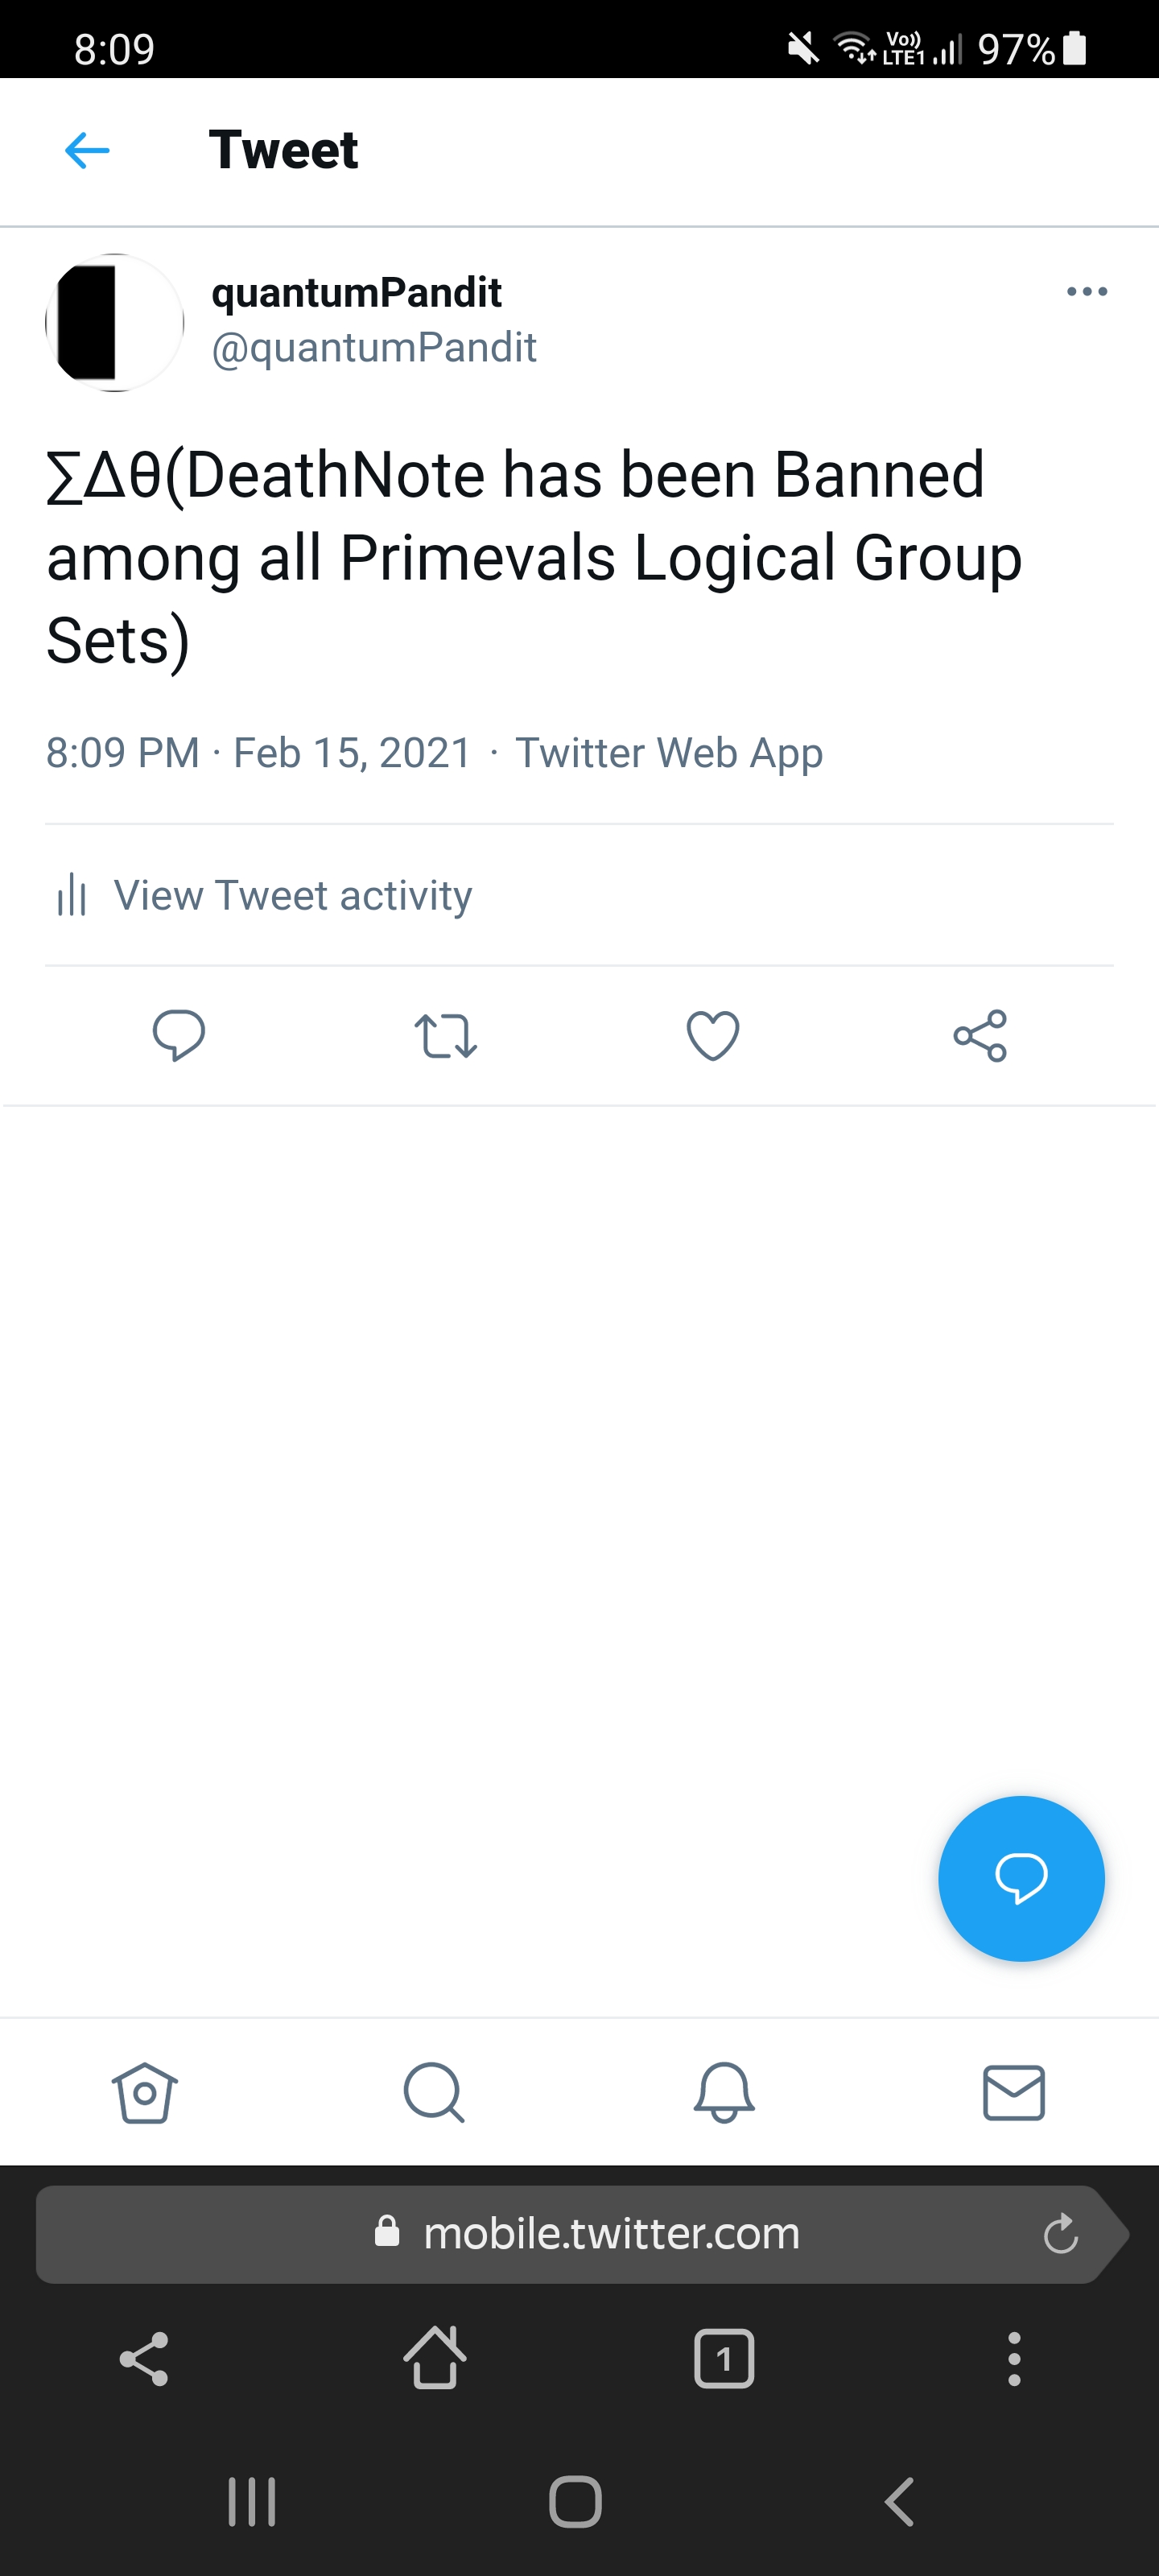 8:09 Vo)) LTE1 97%
Tweet
quantumPandit
@quantumPandit
∑Δθ(DeathNote has been Banned
among all Primevals Logical Group
Sets)
8:09 PM · Feb 15, 2021 · Twitter Web App
View Tweet activity
mobile.twitter.com
1